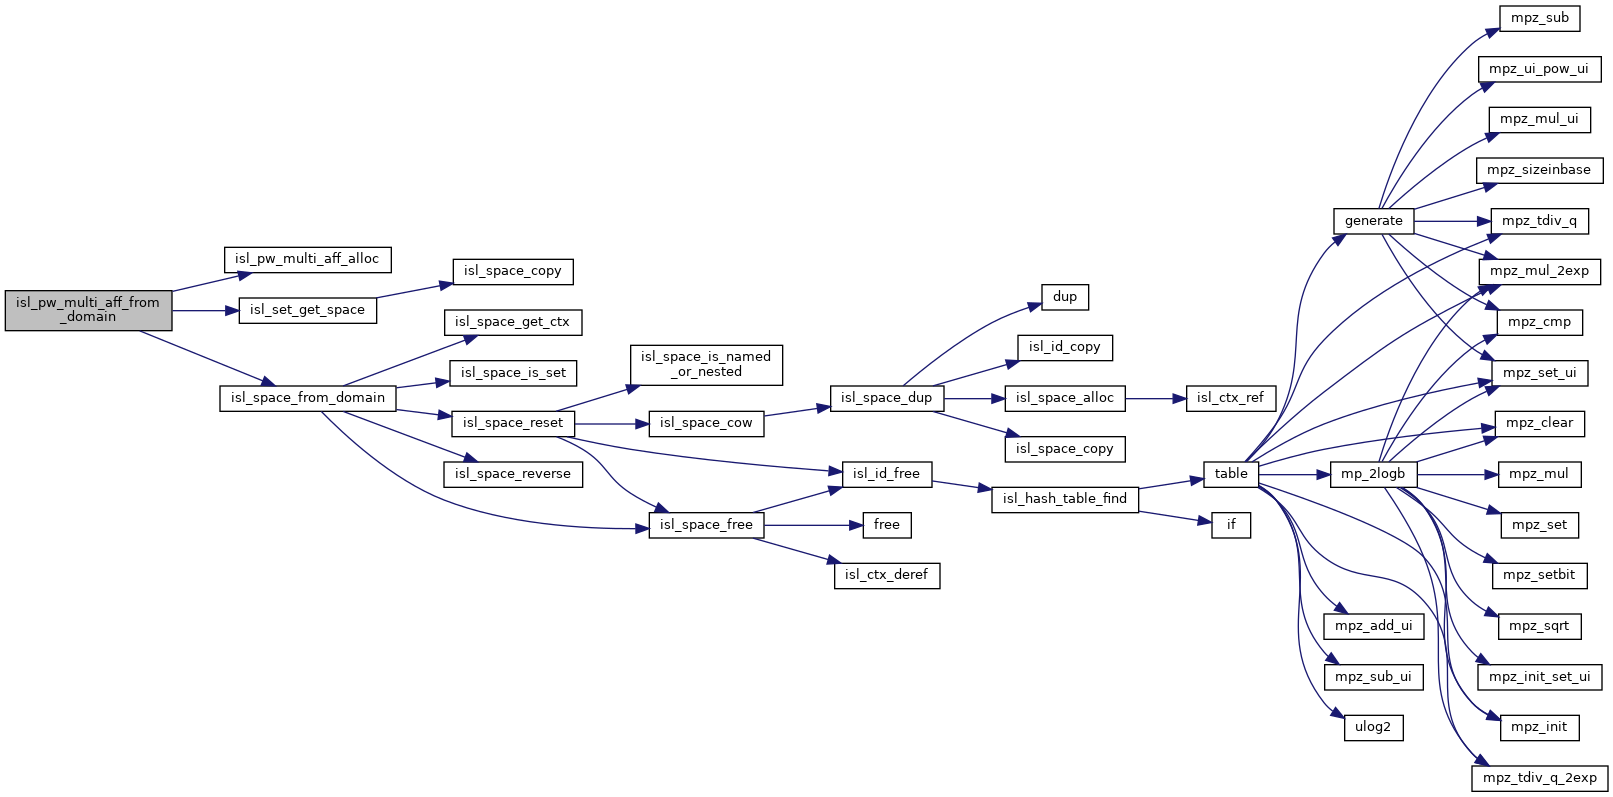 mpz_sub
mpz_ui_pow_ui
mpz_mul_ui
mpz_sizeinbase
generate
mpz_tdiv_q
isl_pw_multi_aff_alloc
isl_space_copy
mpz_mul_2exp
isl_pw_multi_aff_from
_domain
isl_set_get_space
dup
isl_space_get_ctx
mpz_cmp
isl_space_is_named
_or_nested
isl_id_copy
isl_space_is_set
mpz_set_ui
isl_space_from_domain
isl_space_dup
isl_space_alloc
isl_ctx_ref
isl_space_reset
isl_space_cow
mpz_clear
isl_space_copy
isl_space_reverse
isl_id_free
table
mp_2logb
mpz_mul
isl_hash_table_find
isl_space_free
free
if
mpz_set
isl_ctx_deref
mpz_setbit
mpz_add_ui
mpz_sqrt
mpz_sub_ui
mpz_init_set_ui
ulog2
mpz_init
mpz_tdiv_q_2exp